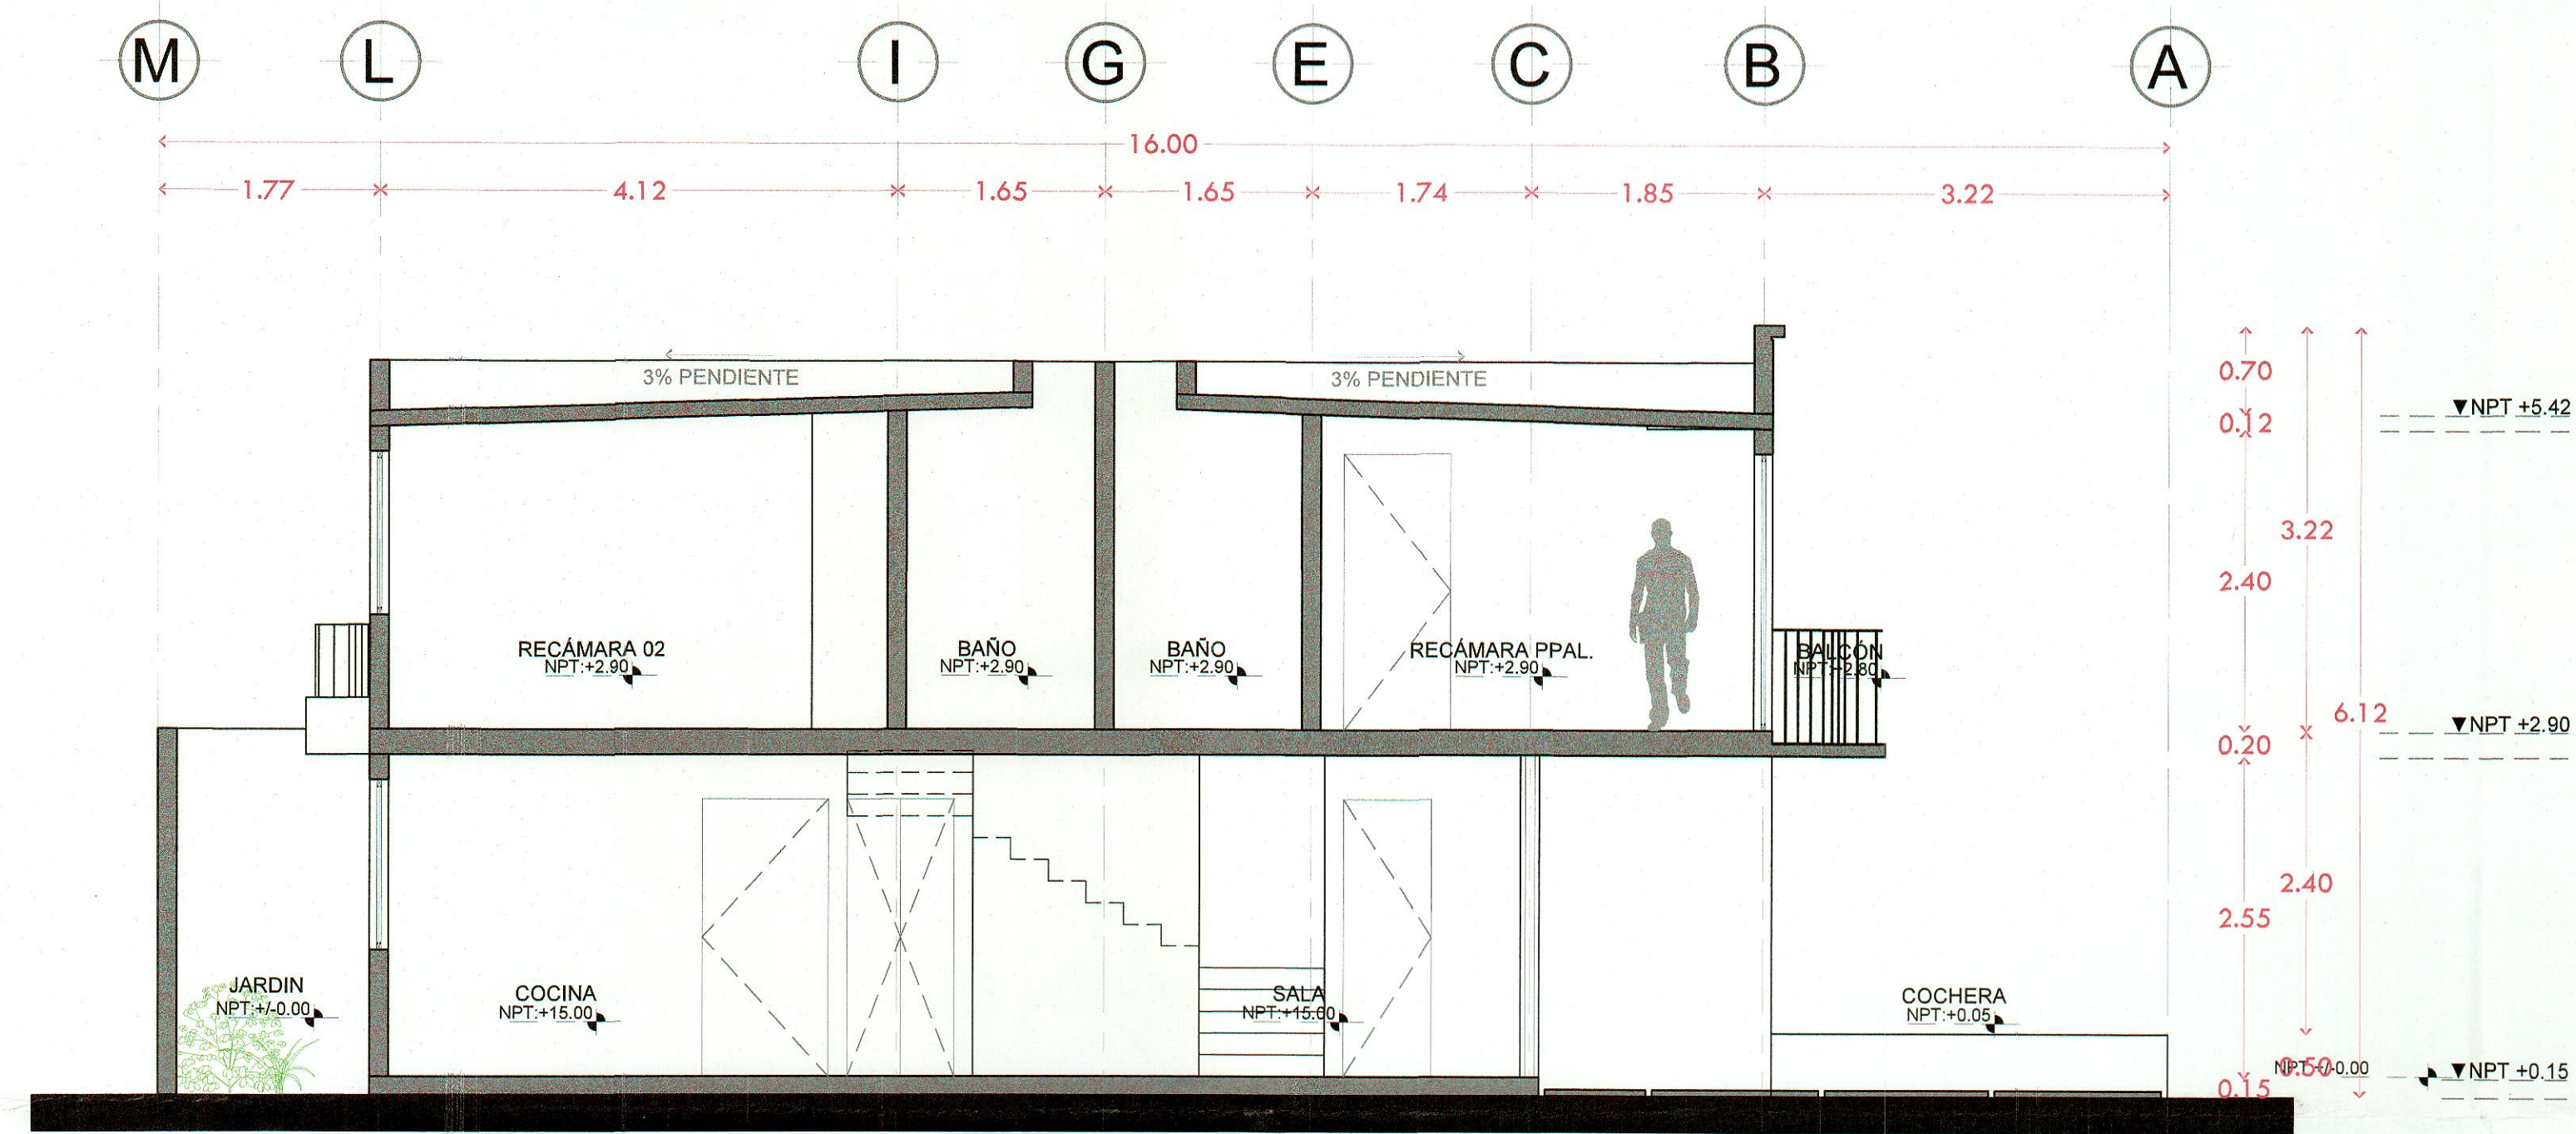 M L I G E C B A
16.00
1.77 4.12 1.65 1.65 1.74 1.85 3.22
3% PENDIENTE
3% PENDIENTE
0.70
0.12
▼NPT +5.42
3.22
2.40
RECÁMARA 02
NPT:+2.90
BAÑO
NPT:+2.90
BAÑO
NPT:+2.90
RECÁMARA PPAL.
NPT:+2.90
BALCÓN
NPT:+2.80
6.12
▼NPT +2.90
0.20
2.40
2.55
JARDIN
NPT:+/-0.00
COCINA
NPT:+15.00
SALA
NPT:+15.00
COCHERA
NPT:+0.05
NPT:+/-0.00
0.50
▼NPT +0.15
0.15